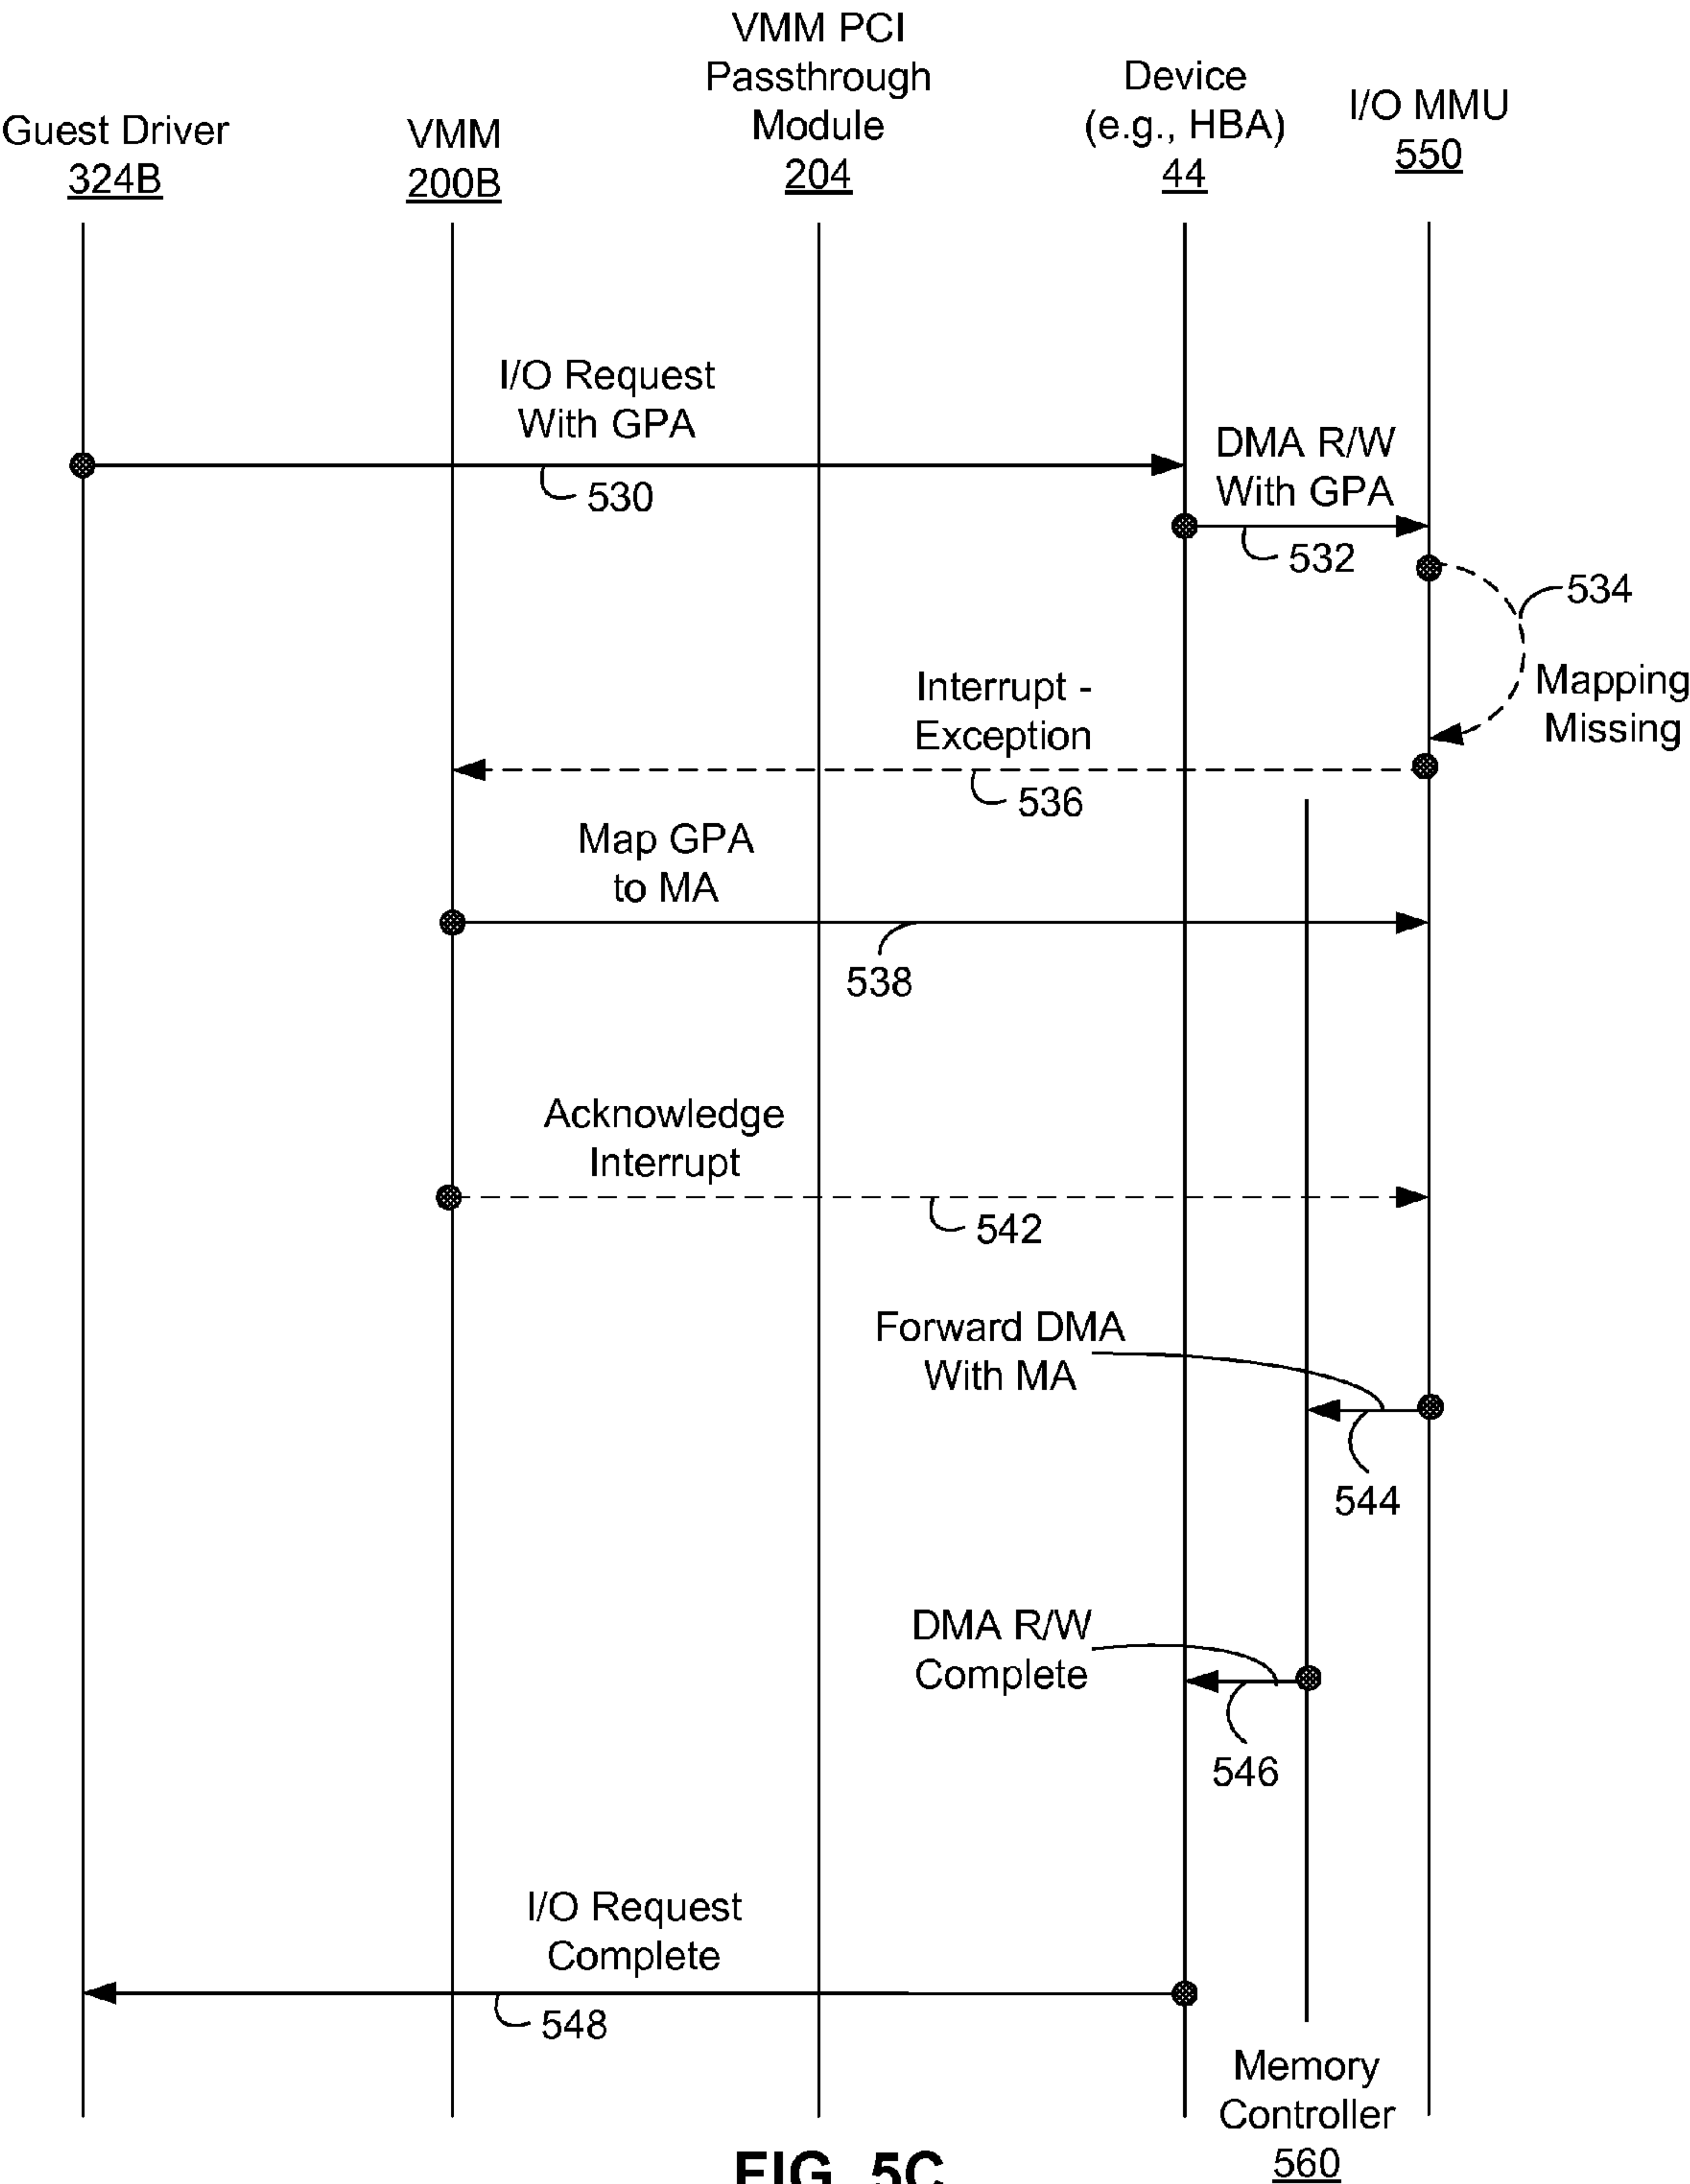 VMM PCI
Passthrough
Module
204
Device
(e.g., HBA)
44
I/O MMU
550
Guest Driver
324B
VMM
200B
I/O Request
With GPA
530
DMA R/W
With GPA
532
534
Mapping
Missing
Interrupt -
Exception
536
Map GPA
to MA
538
Acknowledge
Interrupt
542
Forward DMA
With MA
544
DMA R/W
Complete
546
I/O Request
Complete
548
Memory
Controller
560
FIG. 5C